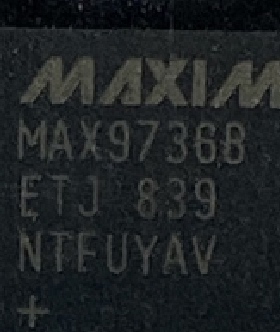 MAXIM
MAX9736B
ETJ 839
NTFUYAV
+